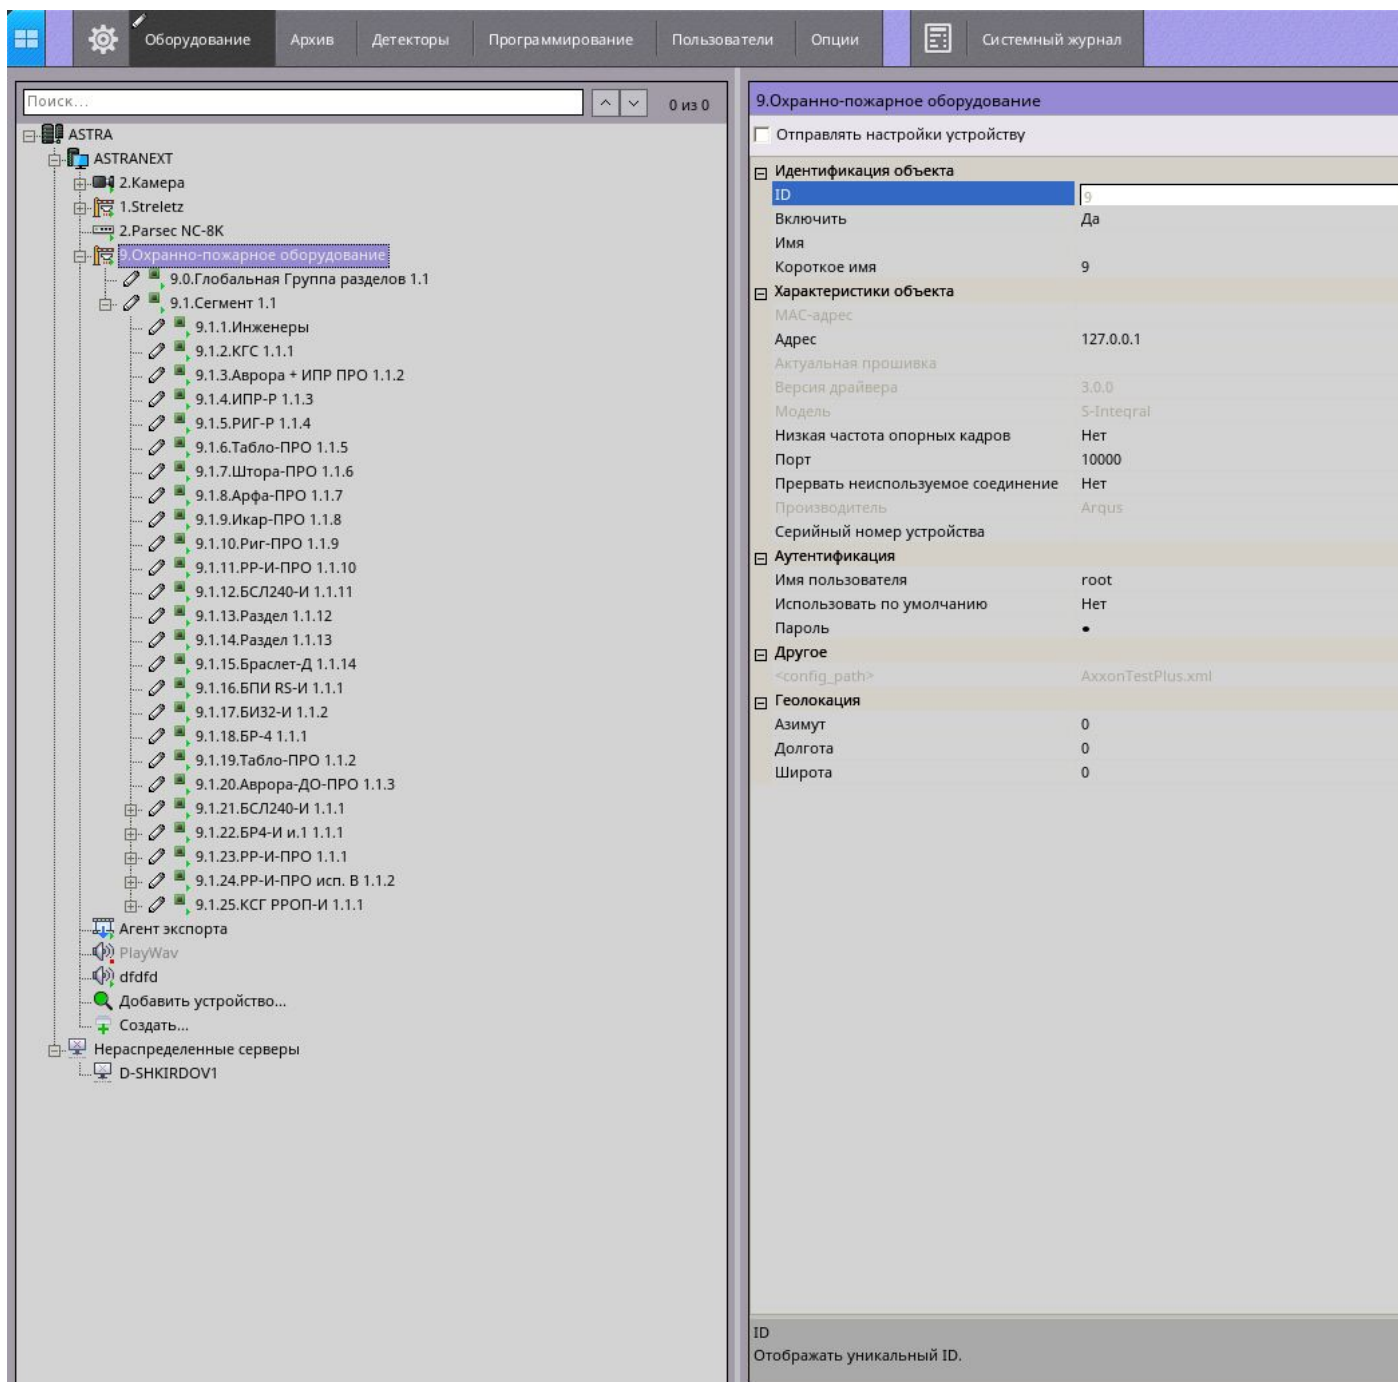 Оборудование Архив Детекторы Программирование Пользователи Опции Системный журнал
Поиск... 0 из 0
ASTRA
ASTRANEXT
2.Камера
1.Streletz
2.Parsec NC-8K
9.Охранно-пожарное оборудование
9.0.Глобальная Группа разделов 1.1
9.1.Сегмент 1.1
9.1.1.Инженеры
9.1.2.КГС 1.1.1
9.1.3.Аврора + ИПР ПРО 1.1.2
9.1.4.ИПР-Р 1.1.3
9.1.5.РИГ-Р 1.1.4
9.1.6.Табло-ПРО 1.1.5
9.1.7.Штора-ПРО 1.1.6
9.1.8.Арфа-ПРО 1.1.7
9.1.9.Икар-ПРО 1.1.8
9.1.10.Риг-ПРО 1.1.9
9.1.11.РР-И-ПРО 1.1.10
9.1.12.БСЛ240-И 1.1.11
9.1.13.Раздел 1.1.12
9.1.14.Раздел 1.1.13
9.1.15.Браслет-Д 1.1.14
9.1.16.БПИ RS-И 1.1.1
9.1.17.БИ32-И 1.1.2
9.1.18.БР-4 1.1.1
9.1.19.Табло-ПРО 1.1.2
9.1.20.Аврора-ДО-ПРО 1.1.3
9.1.21.БСЛ240-И 1.1.1
9.1.22.БР4-И и.1 1.1.1
9.1.23.РР-И-ПРО 1.1.1
9.1.24.РР-И-ПРО исп. В 1.1.2
9.1.25.КСГ РРОП-И 1.1.1
Агент экспорта
PlayWav
dfdfd
Добавить устройство...
Создать...
Нераспределенные серверы
D-SHKIRDOV1
9.Охранно-пожарное оборудование
Отправлять настройки устройству
Идентификация объекта
ID 9
Включить Да
Имя
Короткое имя 9
Характеристики объекта
MAC-адрес
Адрес 127.0.0.1
Актуальная прошивка
Версия драйвера 3.0.0
Модель S-Inteqral
Низкая частота опорных кадров Нет
Порт 10000
Прервать неиспользуемое соединение Нет
Производитель Arqus
Серийный номер устройства
Аутентификация
Имя пользователя root
Использовать по умолчанию Нет
Пароль •
Другое
<config_path> AxxonTestPlus.xml
Геолокация
Азимут 0
Долгота 0
Широта 0
ID
Отображать уникальный ID.